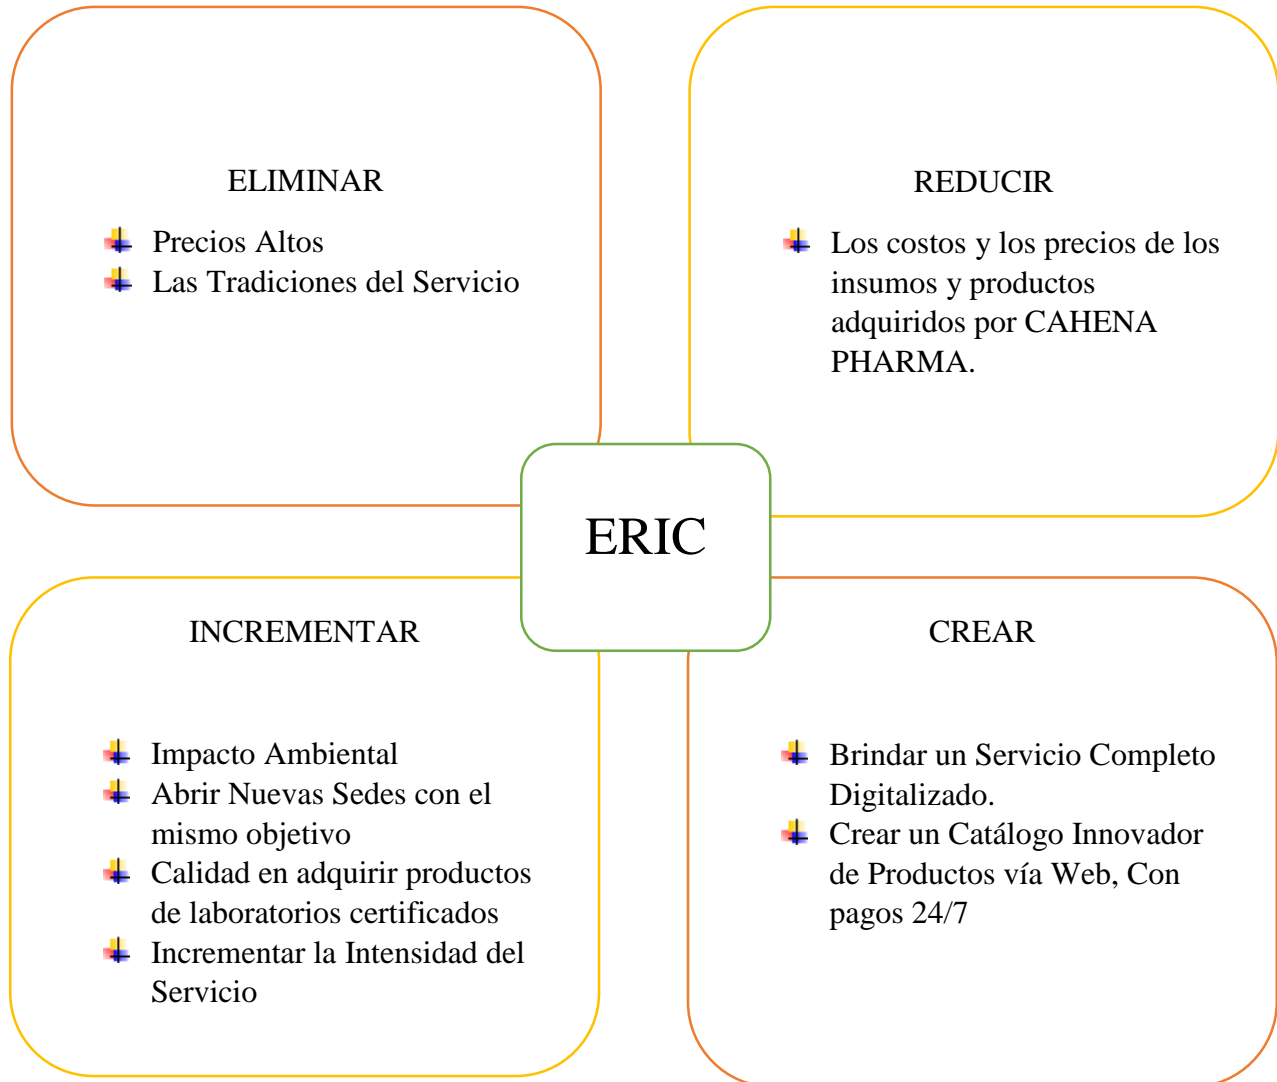 ELIMINAR
Precios Altos
Las Tradiciones del Servicio
REDUCIR
Los costos y los precios de los
insumos y productos
adquiridos por CAHENA
PHARMA.
ERIC
INCREMENTAR
Impacto Ambiental
Abrir Nuevas Sedes con el
mismo objetivo
Calidad en adquirir productos
de laboratorios certificados
Incrementar la Intensidad del
Servicio
CREAR
Brindar un Servicio Completo
Digitalizado.
Crear un Catálogo Innovador
de Productos vía Web, Con
pagos 24/7